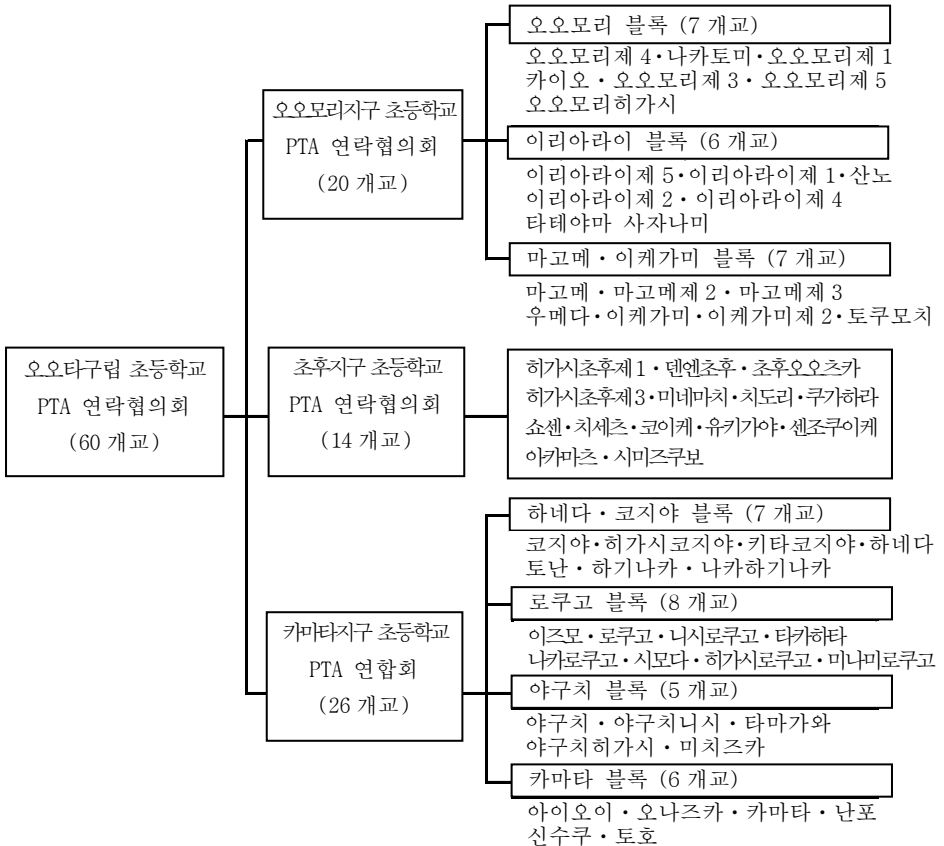 오오타구립 초등학교
PTA 연락협의회
(60 개교)
오오모리지구 초등학교
PTA 연락협의회
(20 개교)
오오모리 블록 (7 개교)
오오모리제 4・나카토미・오오모리제 1
카이오・오오모리제 3・오오모리제 5
오오모리히가시
이리아라이 블록 (6 개교)
이리아라이제 5・이리아라이제 1・산노
이리아라이제 2・이리아라이제 4
타테야마 사자나미
마고메・이케가미 블록 (7 개교)
마고메・마고메제 2・마고메제 3
우메다・이케가미・이케가미제 2・토쿠모치
초후지구 초등학교
PTA 연락협의회
(14 개교)
히가시초후제 1・덴엔초후・초후오오츠카
히가시초후제 3・미네마치・치도리・쿠가하라
쇼센・치세츠・코이케・유키가야・센조쿠이케
아카마츠・시미즈쿠보
카마타지구 초등학교
PTA 연합회
(26 개교)
하네다・코지야 블록 (7 개교)
코지야・히가시코지야・키타코지야・하네다
토난・하기나카・나카하기나카
로쿠고 블록 (8 개교)
이즈모・로쿠고・니시로쿠고・타카하타
나카로쿠고・시모다・히가시로쿠고・미나미로쿠고
야구치 블록 (5 개교)
야구치・야구치니시・타마가와
야구치히가시・미치즈카
카마타 블록 (6 개교)
아이오이・오나즈카・카마타・난포
신수쿠・토호